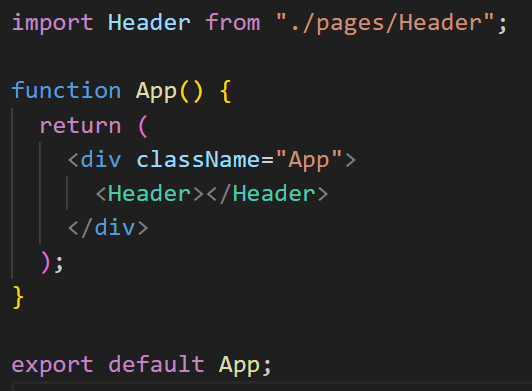 import Header from "./pages/Header";
function App() {
return (
<div className="App">
<Header></Header>
</div>
);
}
export default App;